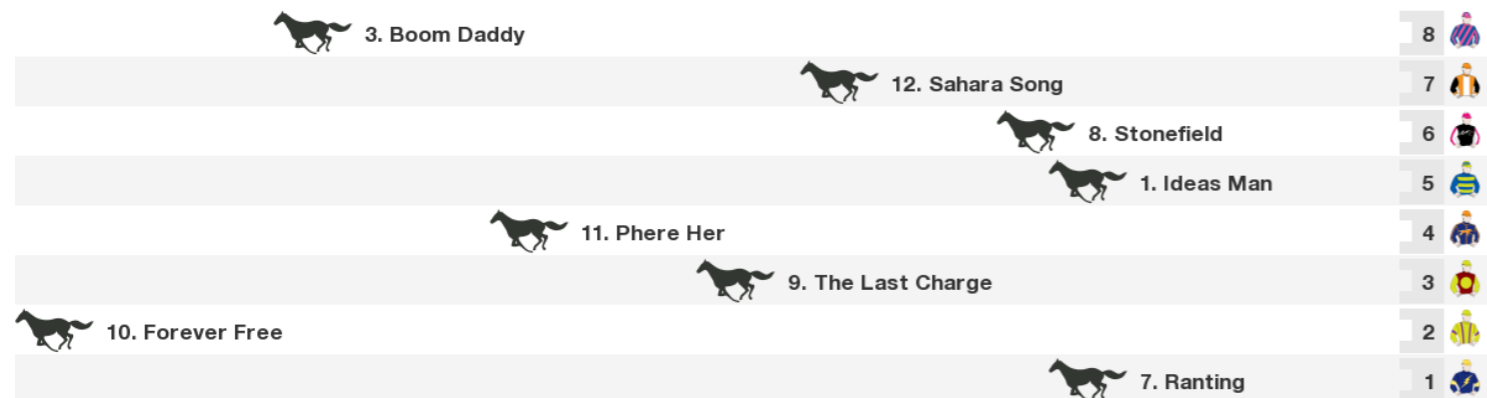 3. Boom Daddy 8
12. Sahara Song 7
8. Stonefield 6
1. Ideas Man 5
11. Phere Her 4
9. The Last Charge 3
10. Forever Free 2
7. Ranting 1